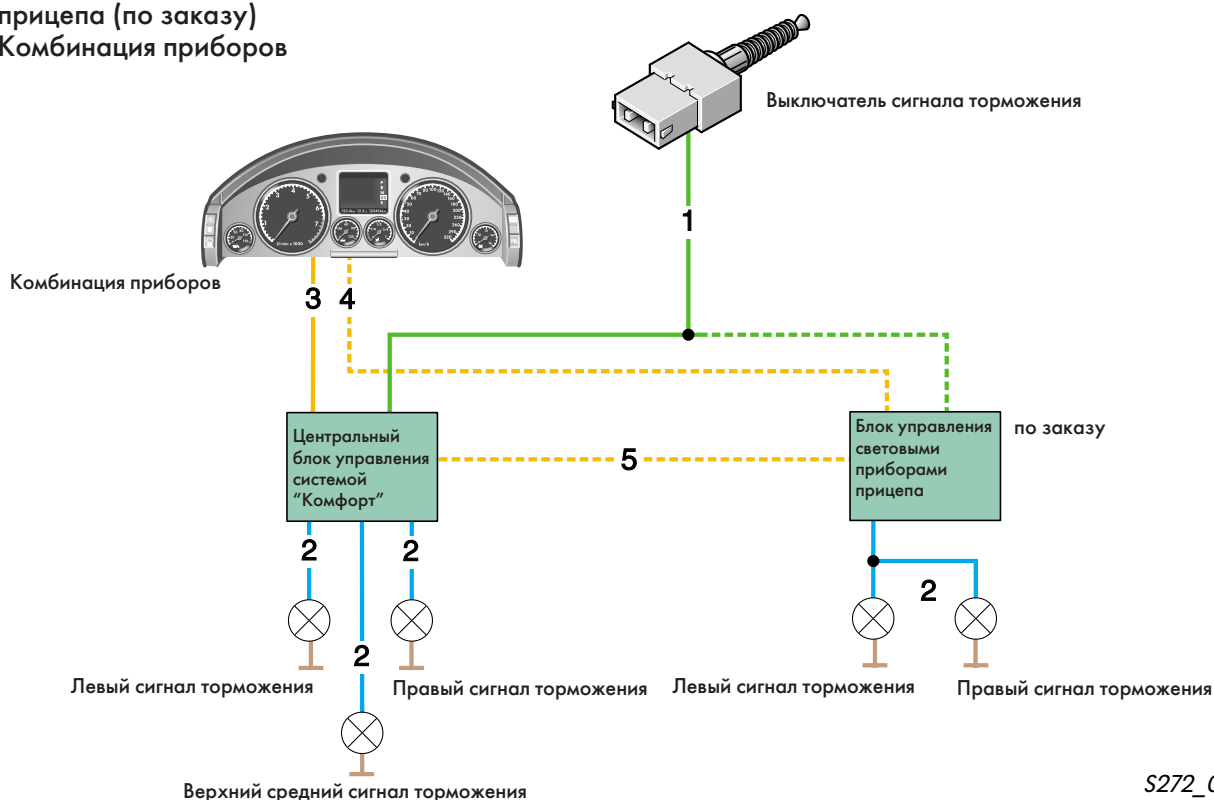 прицепа (по заказу)
Комбинация приборов
Выключатель сигнала торможения
1
Комбинация приборов
3 4
Центральный
блок управления
системой
“Комфорт”
5
Блок управления
световыми
приборами
прицепа
по заказу
2 2
2
2
Левый сигнал торможения
Правый сигнал торможения
Левый сигнал торможения
Правый сигнал торможения
Верхний средний сигнал торможения
S272_0